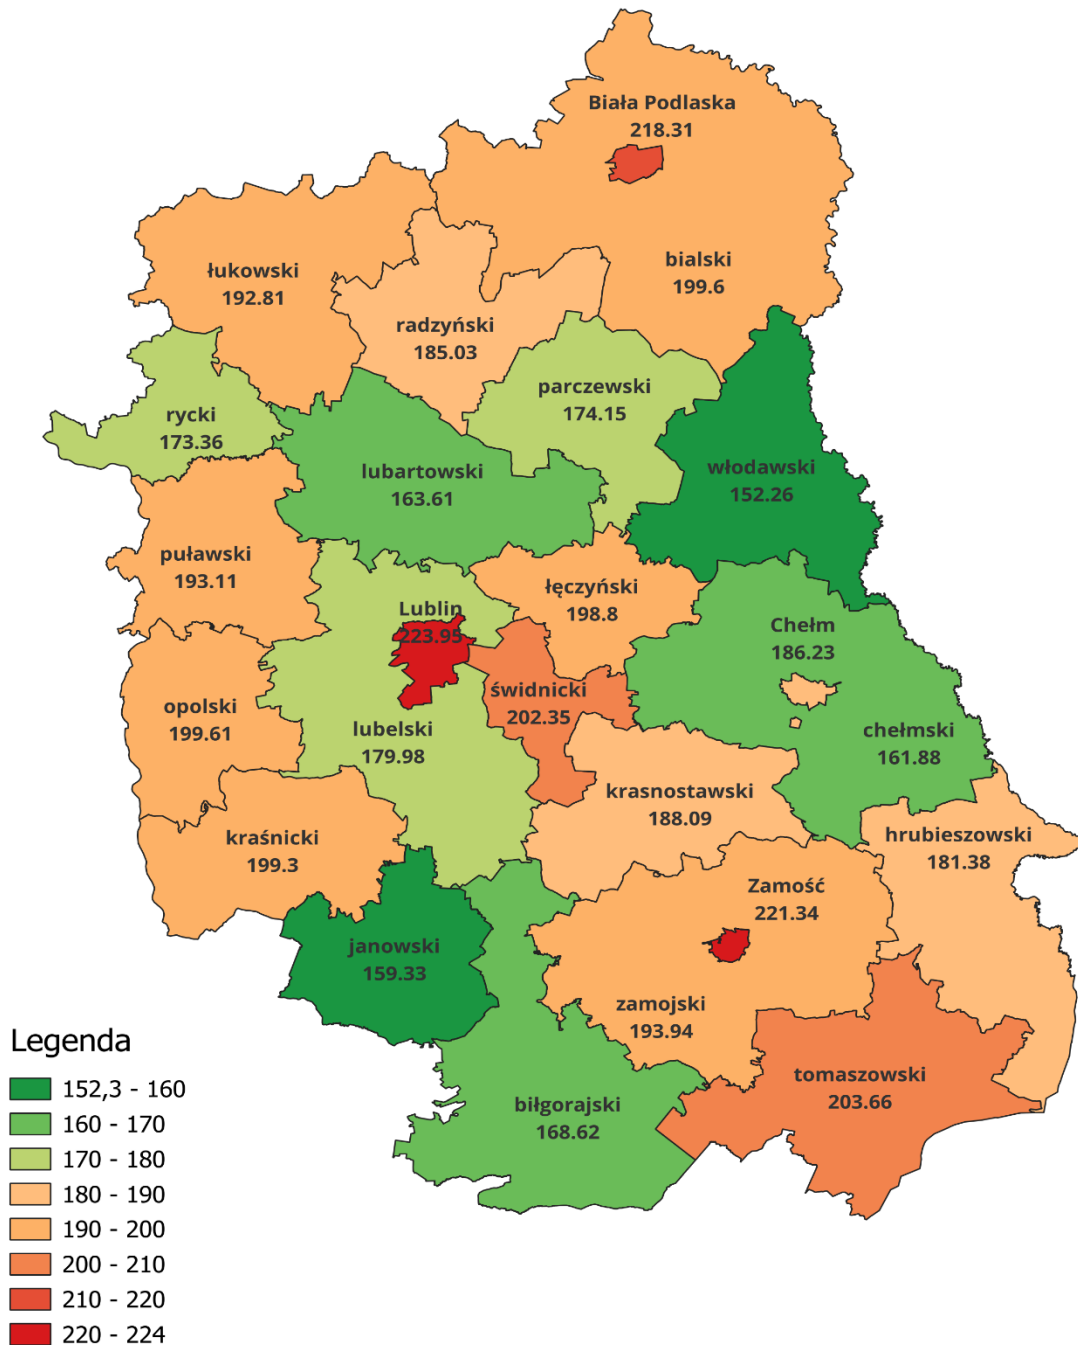 Biała Podlaska
218.31
bialski
199.6
łukowski
192.81
radzyński
185.03
parczewski
174.15
rycki
173.36
lubartowski
163.61
włodawski
152.26
puławski
193.11
łęczyński
198.8
Lublin
223.95
Chełm
186.23
świdnicki
202.35
opolski
199.61
lubelski
179.98
chełmski
161.88
krasnostawski
188.09
kraśnicki
199.3
hrubieszowski
181.38
Zamość
221.34
janowski
159.33
zamojski
193.94
tomaszowski
203.66
biłgorajski
168.62
Legenda
152,3 - 160
160 - 170
170 - 180
180 - 190
190 - 200
200 - 210
210 - 220
220 - 224